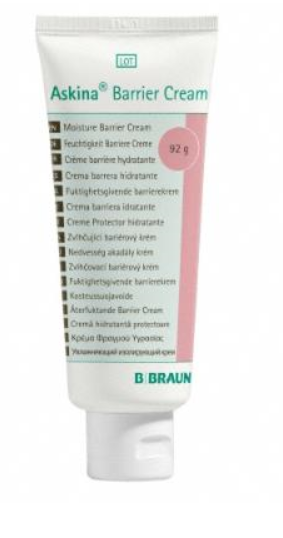 LOT
Askina® Barrier Cream
EN Moisture Barrier Cream
Feuchtigkeit Barriere Creme
92 g
Crème barrière hydratante
Crema barrera hidratante
Fuktighetsgivende barrierekrem
Crema barriera idratante
Creme Protector hidratante
Zvlhčující bariérový krém
Nedvesség akadály krém
Zvlhčovací bariérový krém
Fugtighetsgivende barrierekrem
Kosteussuojavoide
Återfuktande Barrier Cream
Cremă hidratantă protectoare
Κρέμα Φραγμού Υγρασίας
Увлажняющий изолирующий крем
B|BRAUN